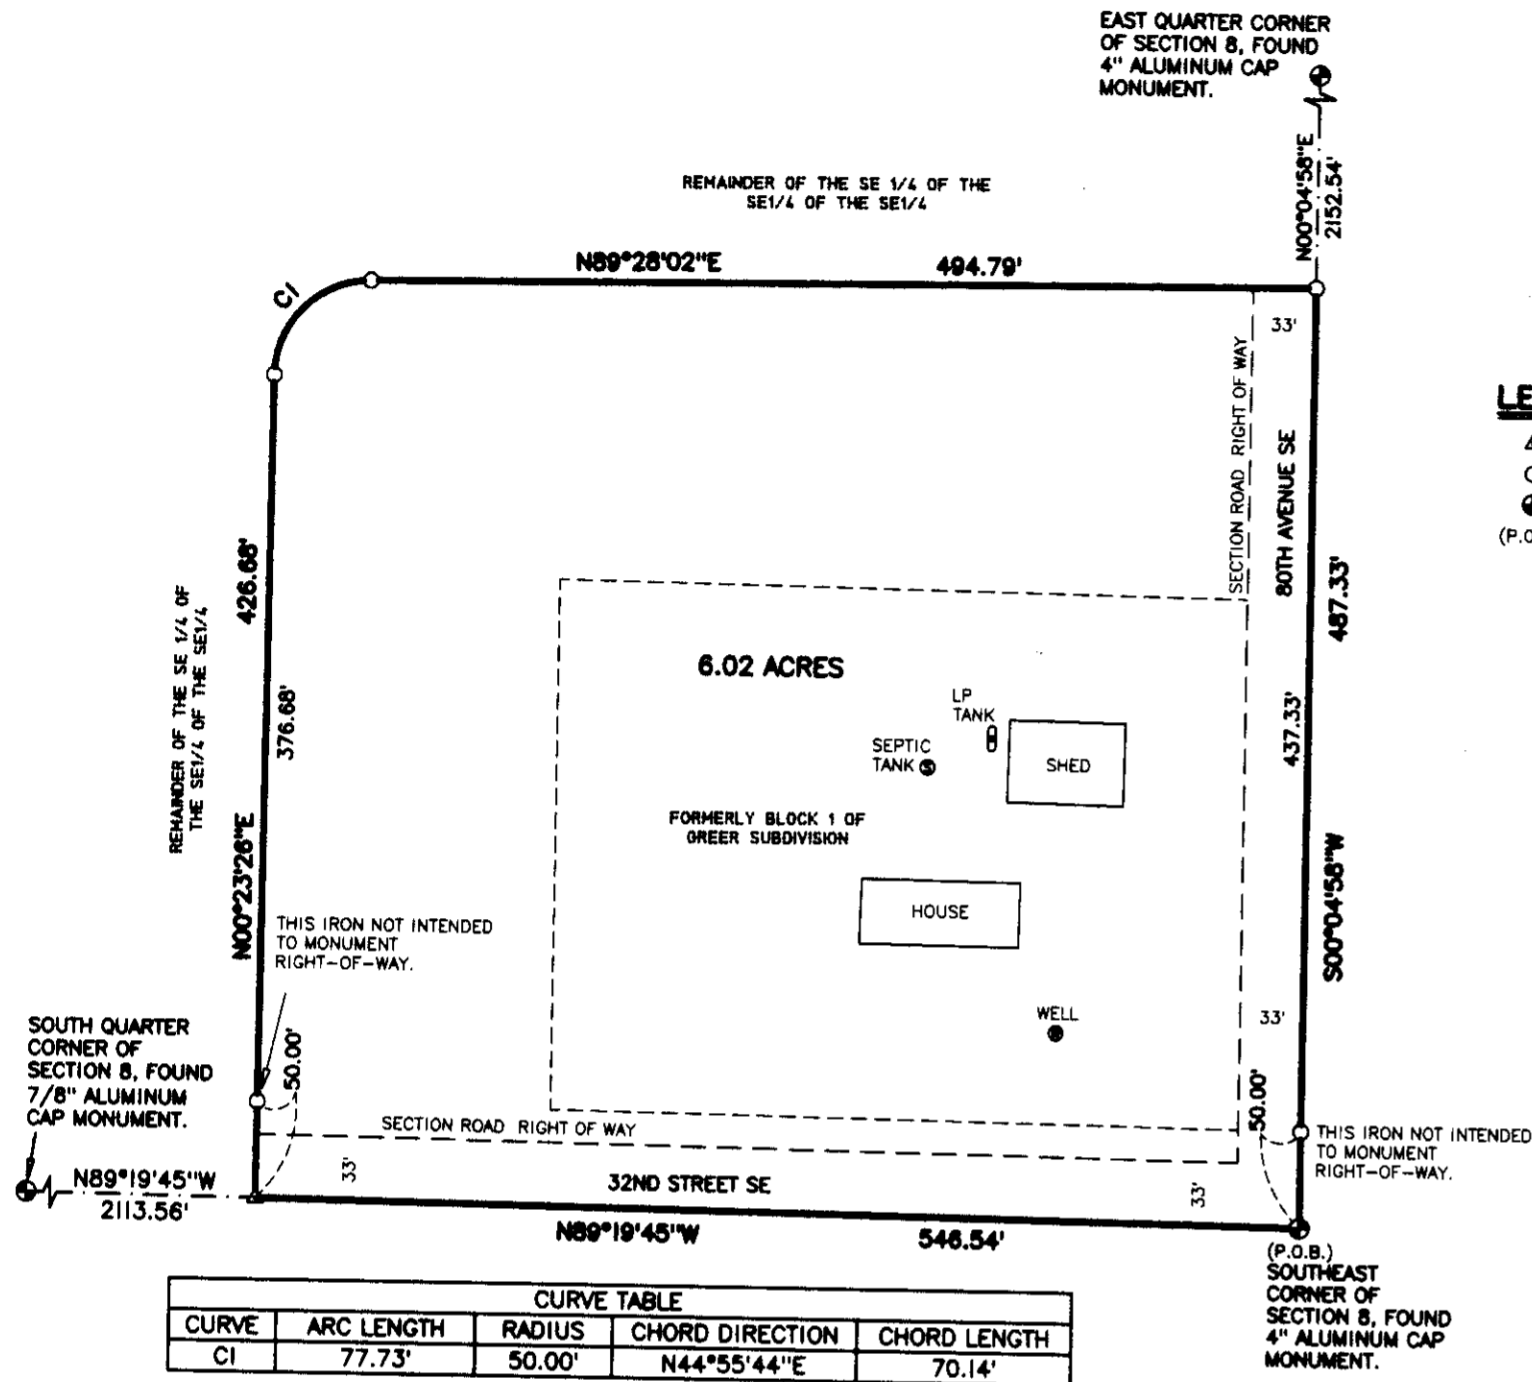 EAST QUARTER CORNER
OF SECTION 8, FOUND
4" ALUMINUM CAP
MONUMENT.
N00°04'58"E
2152.54'
REMAINDER OF THE SE 1/4 OF THE
SE1/4 OF THE SE1/4
N89°28'02"E
494.79'
C1
33'
SECTION ROAD RIGHT OF WAY
80TH AVENUE SE
LE
4
(P.O
426.68'
376.68'
N00°23'26"E
REMAINDER OF THE SE 1/4 OF
THE SE1/4 OF THE SE1/4
487.33'
437.33'
S00°04'58"W
6.02 ACRES
LP
TANK
SEPTIC
TANK
S
SHED
FORMERLY BLOCK 1 OF
GREER SUBDIVISION
HOUSE
THIS IRON NOT INTENDED
TO MONUMENT
RIGHT-OF-WAY.
WELL
33'
SOUTH QUARTER
CORNER OF
SECTION 8, FOUND
7/8" ALUMINUM
CAP MONUMENT.
50.00'
50.00'
SECTION ROAD RIGHT OF WAY
THIS IRON NOT INTENDED
TO MONUMENT
RIGHT-OF-WAY.
N89°19'45"W
2113.56'
33'
32ND STREET SE
33'
N89°19'45"W
546.54'
(P.O.B.)
SOUTHEAST
CORNER OF
SECTION 8, FOUND
4" ALUMINUM CAP
MONUMENT.
CURVE TABLE
CURVE ARC LENGTH RADIUS CHORD DIRECTION CHORD LENGTH
C1 77.73' 50.00' N44°55'44"E 70.14'